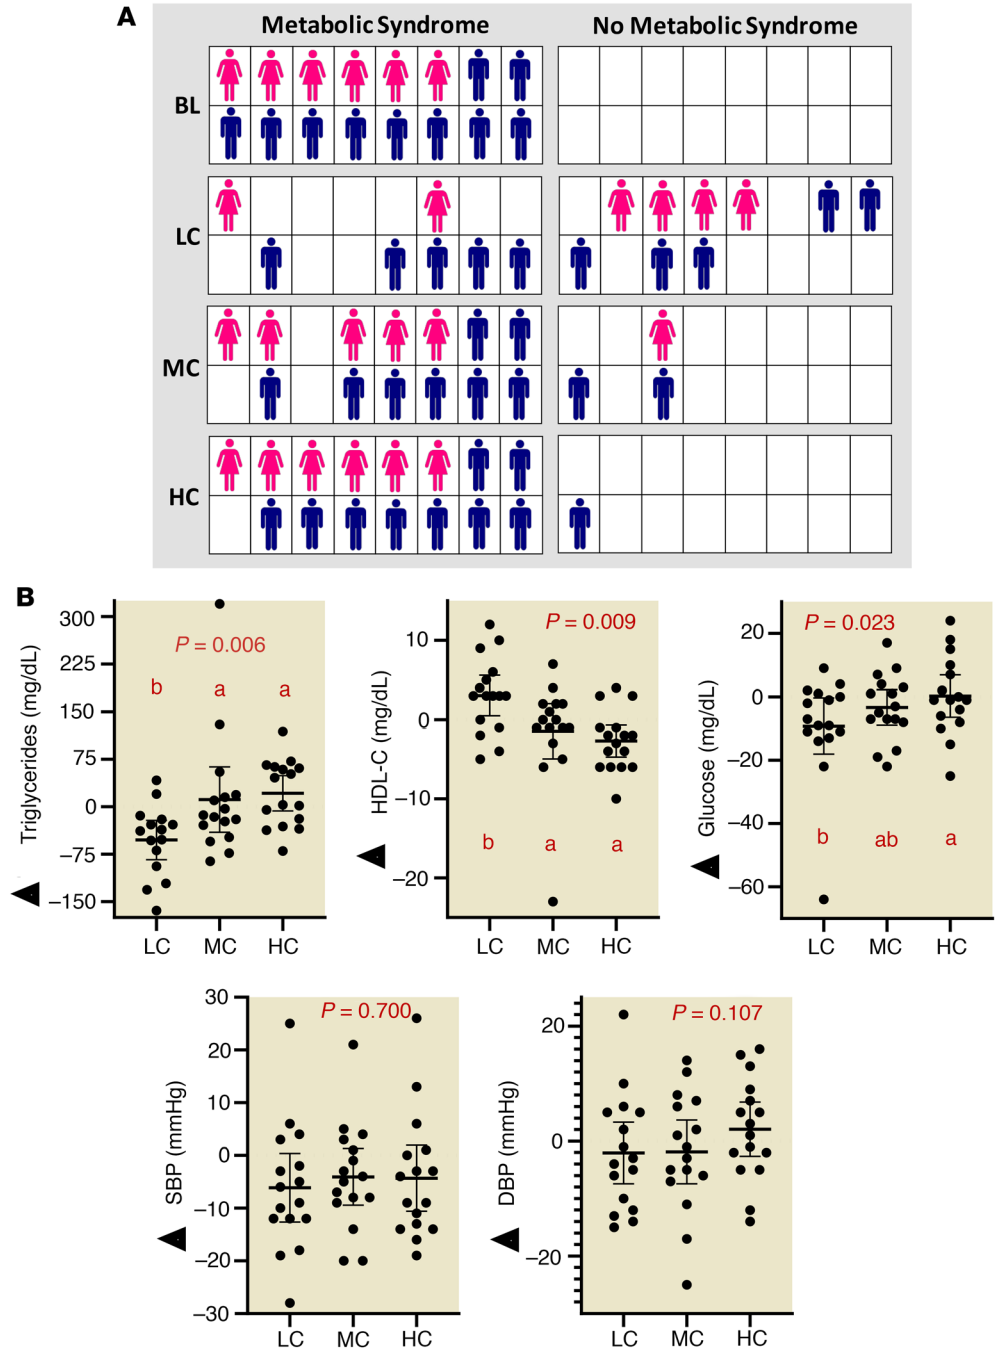 A
Metabolic Syndrome
No Metabolic Syndrome
BL
LC
MC
HC
B
Triglycerides (mg/dL)
300
225
150
75
0
−75
−150
P = 0.006
b
a
a
LC
MC
HC
HDL-C (mg/dL)
10
0
−10
−20
P = 0.009
b
a
a
LC
MC
HC
Glucose (mg/dL)
20
0
−20
−40
−60
P = 0.023
b
ab
a
LC
MC
HC
SBP (mmHg)
30
20
10
0
−10
−20
−30
P = 0.700
LC
MC
HC
DBP (mmHg)
20
0
−20
P = 0.107
LC
MC
HC